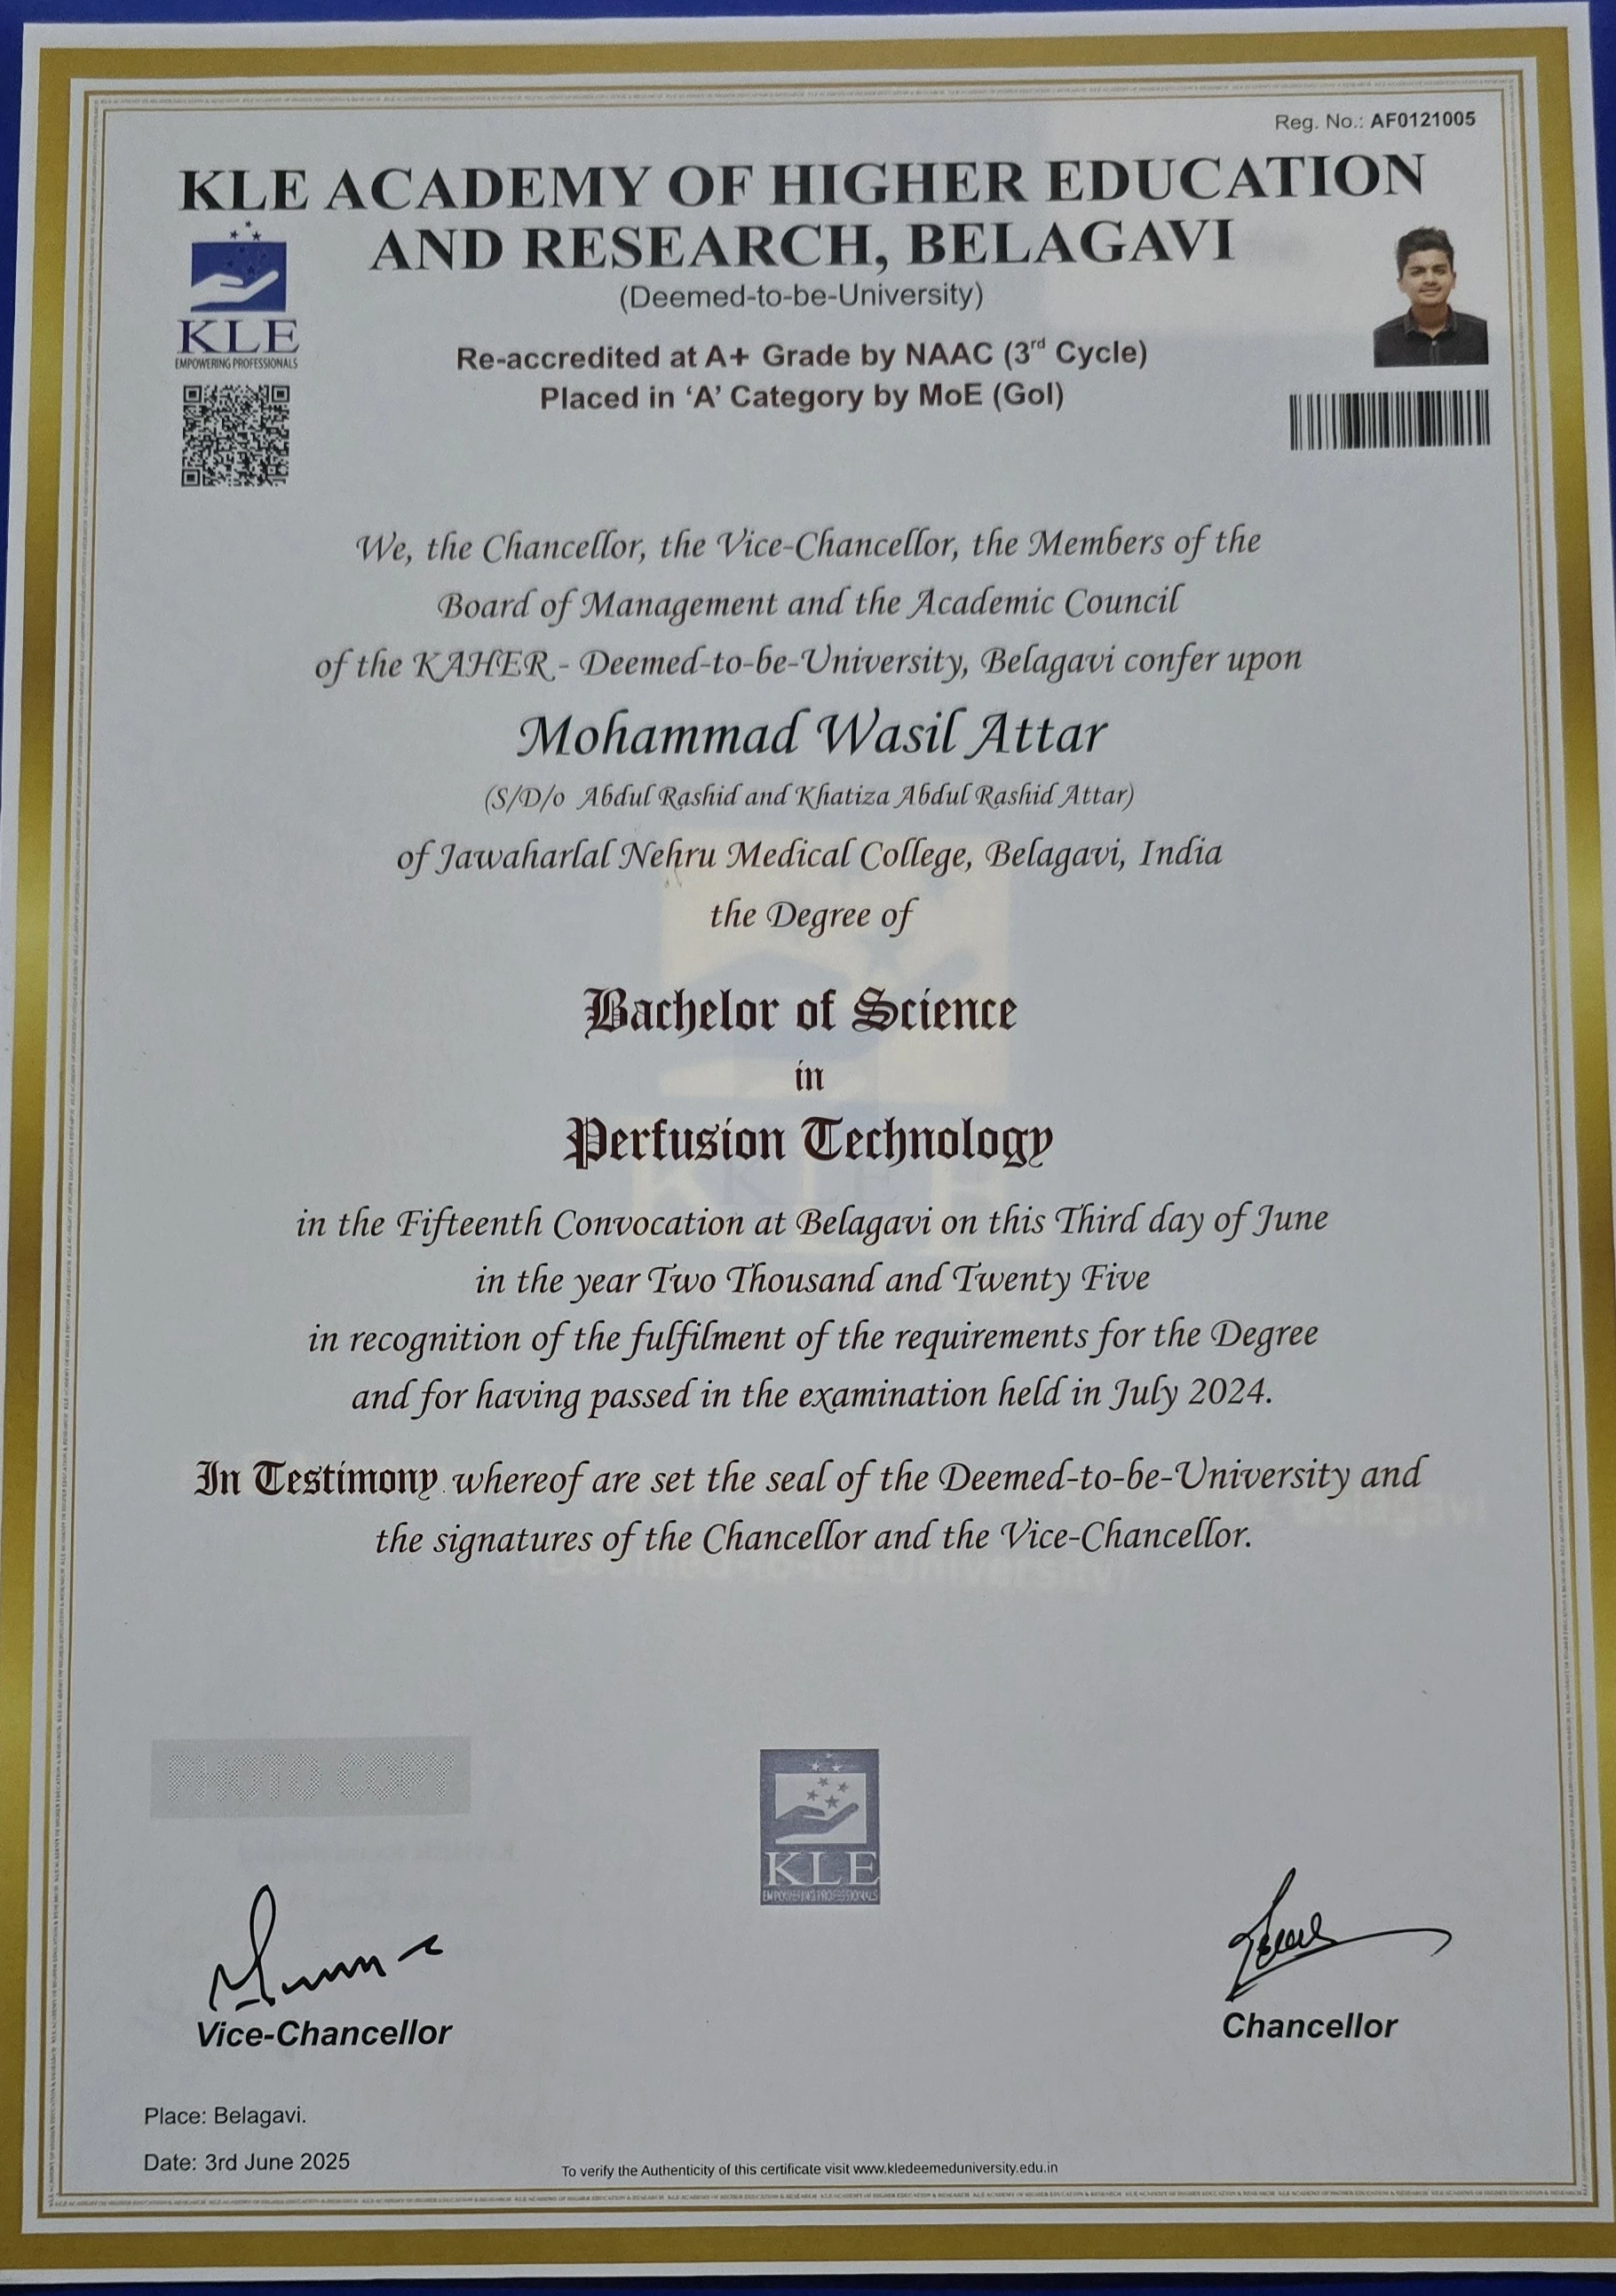 Reg. No.: AF0121005
KLE ACADEMY OF HIGHER EDUCATION
AND RESEARCH, BELAGAVI
(Deemed-to-be-University)
KLE
EMPOWERING PROFESSIONALS
Re-accredited at A+ Grade by NAAC (3rd Cycle)
Placed in ‘A’ Category by MoE (GoI)
We, the Chancellor, the Vice-Chancellor, the Members of the
Board of Management and the Academic Council
of the KAHER - Deemed-to-be-University, Belagavi confer upon
Mohammad Wasil Attar
(S/D/o Abdul Rashid and Khatiza Abdul Rashid Attar)
of Jawaharlal Nehru Medical College, Belagavi, India
the Degree of
Bachelor of Science
in
Perfusion Technology
in the Fifteenth Convocation at Belagavi on this Third day of June
in the year Two Thousand and Twenty Five
in recognition of the fulfilment of the requirements for the Degree
and for having passed in the examination held in July 2024.
In Testimony whereof are set the seal of the Deemed-to-be-University and
the signatures of the Chancellor and the Vice-Chancellor.
PHOTO COPY
KLE
EMPOWERING PROFESSIONALS
Vice-Chancellor
Chancellor
Place: Belagavi.
Date: 3rd June 2025
To verify the Authenticity of this certificate visit www.kledeemeduniversity.edu.in